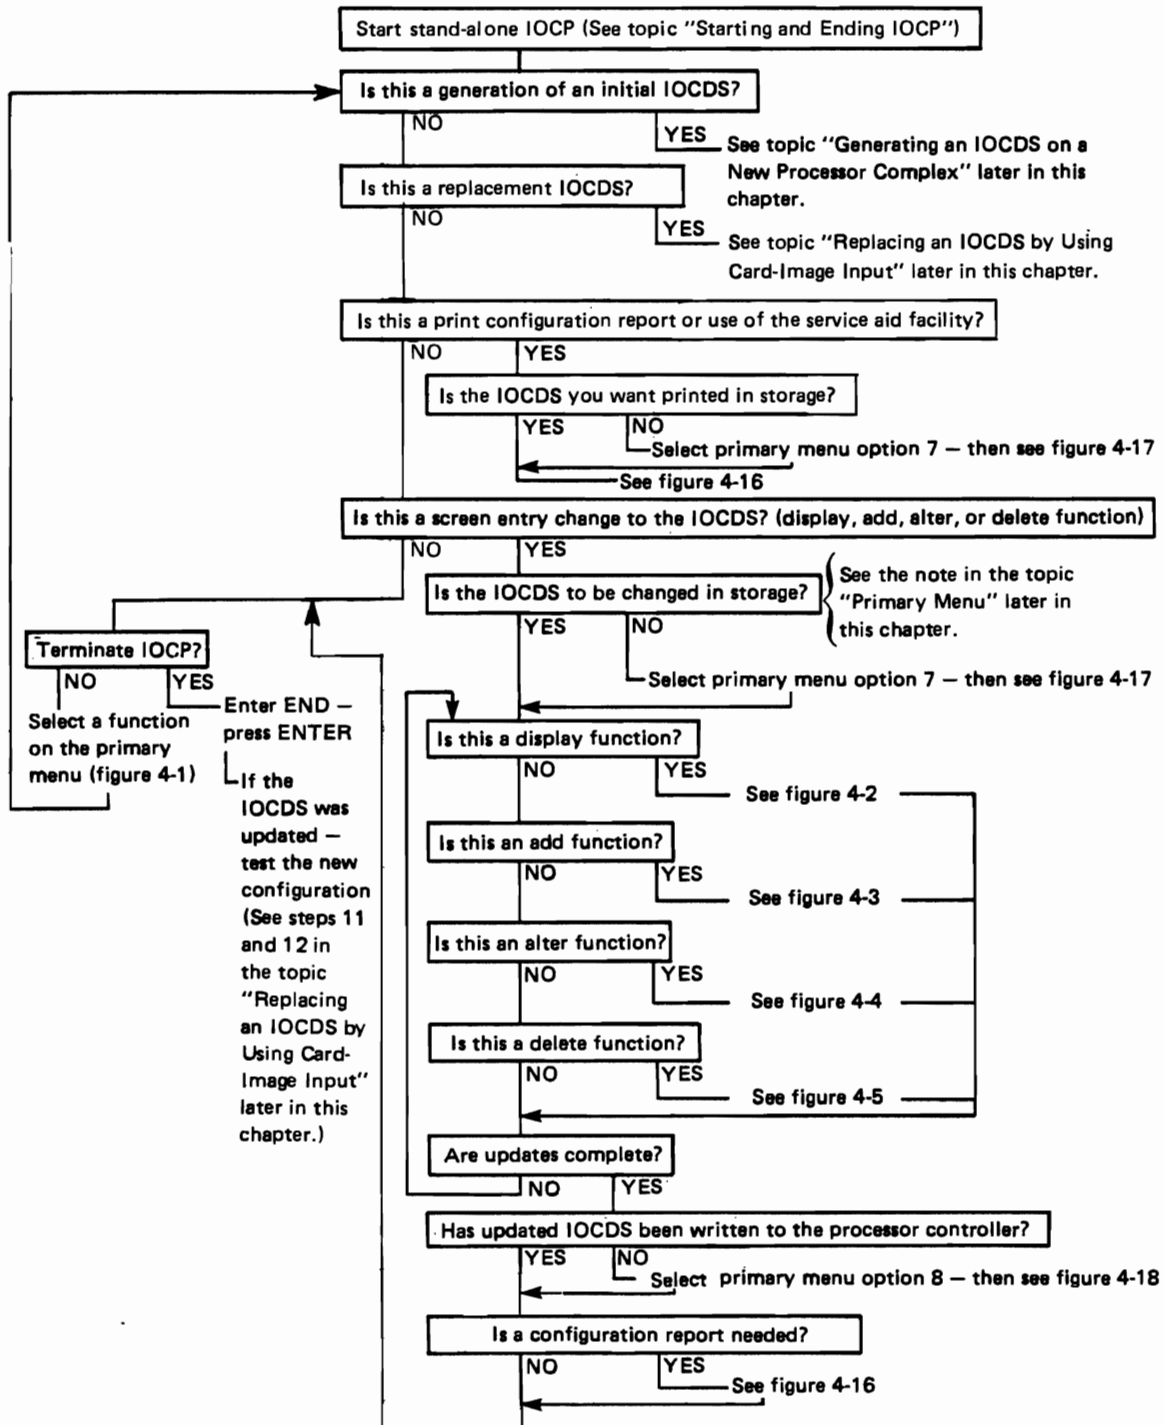 Start stand-alone IOCP (See topic "Starting and Ending IOCP")
Is this a generation of an initial IOCDS?
NO
YES
See topic "Generating an IOCDS on a
New Processor Complex" later in this
chapter.
Is this a replacement IOCDS?
NO
YES
See topic "Replacing an IOCDS by Using
Card-Image Input" later in this chapter.
Is this a print configuration report or use of the service aid facility?
NO
YES
Is the IOCDS you want printed in storage?
YES
NO
Select primary menu option 7 — then see figure 4-17
See figure 4-16
Is this a screen entry change to the IOCDS? (display, add, alter, or delete function)
NO
YES
Is the IOCDS to be changed in storage?
See the note in the topic
"Primary Menu" later in
this chapter.
YES
NO
Select primary menu option 7 — then see figure 4-17
Terminate IOCP?
NO
YES
Select a function
on the primary
menu (figure 4-1)
Enter END —
press ENTER
If the
IOCDS was
updated —
test the new
configuration
(See steps 11
and 12 in
the topic
"Replacing
an IOCDS by
Using Card-
Image Input"
later in this
chapter.)
Is this a display function?
NO
YES
See figure 4-2
Is this an add function?
NO
YES
See figure 4-3
Is this an alter function?
NO
YES
See figure 4-4
Is this a delete function?
NO
YES
See figure 4-5
Are updates complete?
NO
YES
Has updated IOCDS been written to the processor controller?
YES
NO
Select primary menu option 8 — then see figure 4-18
Is a configuration report needed?
NO
YES
See figure 4-16